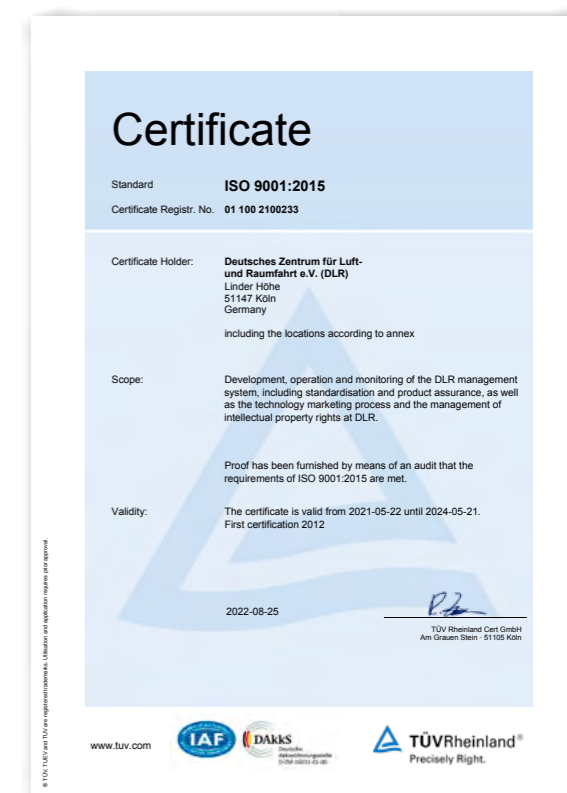 Certificate
Standard ISO 9001:2015
Certificate Registr. No. 01 100 2100233
Certificate Holder: Deutsches Zentrum für Luft-
und Raumfahrt e.V. (DLR)
Linder Höhe
51147 Köln
Germany
including the locations according to annex
Scope: Development, operation and monitoring of the DLR management
system, including standardisation and product assurance, as well
as the technology marketing process and the management of
intellectual property rights at DLR.
Proof has been furnished by means of an audit that the
requirements of ISO 9001:2015 are met.
Validity: The certificate is valid from 2021-05-22 until 2024-05-21.
First certification 2012
2022-08-25
TÜV Rheinland Cert GmbH
Am Grauen Stein · 51105 Köln
® TÜV, TUEV and TUV are registered trademarks. Utilisation and application requires prior approval.
www.tuv.com
IAF
DAkkS
Deutsche
Akkreditierungsstelle
TÜVRheinland®
Precisely Right.